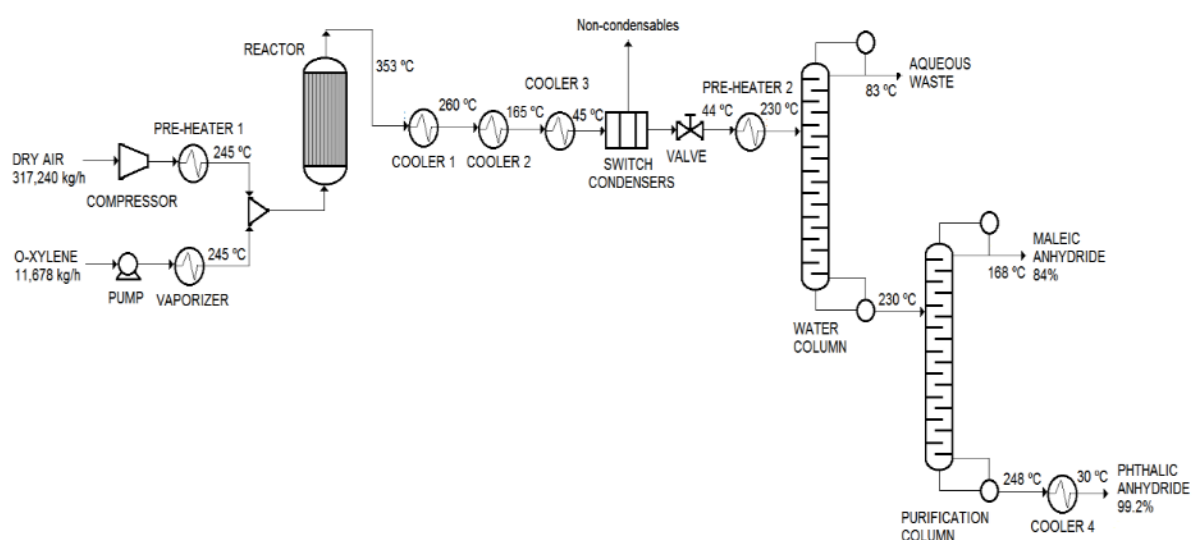 Non-condensables
REACTOR
353 ºC
COOLER 3
PRE-HEATER 2
AQUEOUS
WASTE
83 ºC
260 ºC
165 ºC
45 ºC
44 ºC
230 ºC
PRE-HEATER 1
245 ºC
DRY AIR
317,240 kg/h
COMPRESSOR
COOLER 1
COOLER 2
SWITCH
CONDENSERS
VALVE
O-XYLENE
11,678 kg/h
245 ºC
PUMP
VAPORIZER
MALEIC
ANHYDRIDE
84%
168 ºC
230 ºC
WATER
COLUMN
248 ºC
30 ºC
PHTHALIC
ANHYDRIDE
99.2%
PURIFICATION
COLUMN
COOLER 4